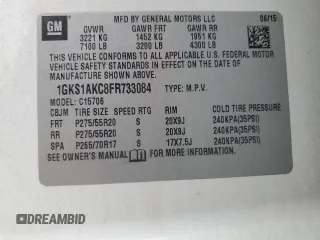 GM
MFD BY GENERAL MOTORS LLC 06/15
GVWR GAWR FRT GAWR RR
3221 KG 1452 KG 1951 KG
7100 LB 3200 LB 4300 LB
THIS VEHICLE CONFORMS TO ALL APPLICABLE U.S. FEDERAL MOTOR
VEHICLE SAFETY STANDARDS IN EFFECT ON THE DATE OF
MANUFACTURE SHOWN ABOVE.
1GKS1AKC8FR733084 TYPE: M.P.V.
MODEL: C15706
CBJM TIRE SIZE SPEED RTG RIM COLD TIRE PRESSURE
FRT P275/55R20 S 20X9J 240KPA(35PSI)
RR P275/55R20 S 20X9J 240KPA(35PSI)
SPA P265/70R17 S 17X7.5J 240KPA(35PSI)
SEE OWNER'S MANUAL
© DREAMBID